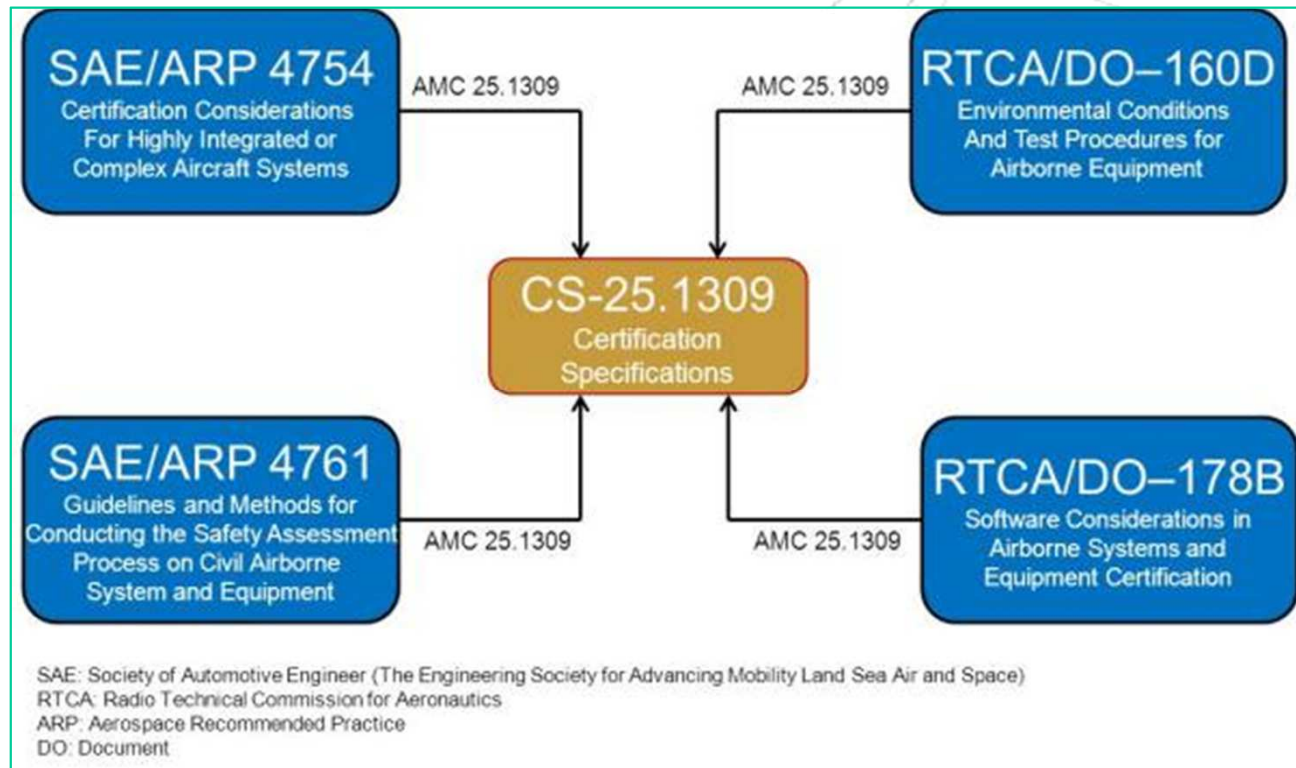 SAE/ARP 4754
Certification Considerations
For Highly Integrated or
Complex Aircraft Systems
AMC 25.1309
AMC 25.1309
RTCA/DO–160D
Environmental Conditions
And Test Procedures for
Airborne Equipment
CS-25.1309
Certification
Specifications
SAE/ARP 4761
Guidelines and Methods for
Conducting the Safety Assessment
Process on Civil Airborne
System and Equipment
AMC 25.1309
AMC 25.1309
RTCA/DO–178B
Software Considerations in
Airborne Systems and
Equipment Certification
SAE: Society of Automotive Engineer (The Engineering Society for Advancing Mobility Land Sea Air and Space)
RTCA: Radio Technical Commission for Aeronautics
ARP: Aerospace Recommended Practice
DO: Document